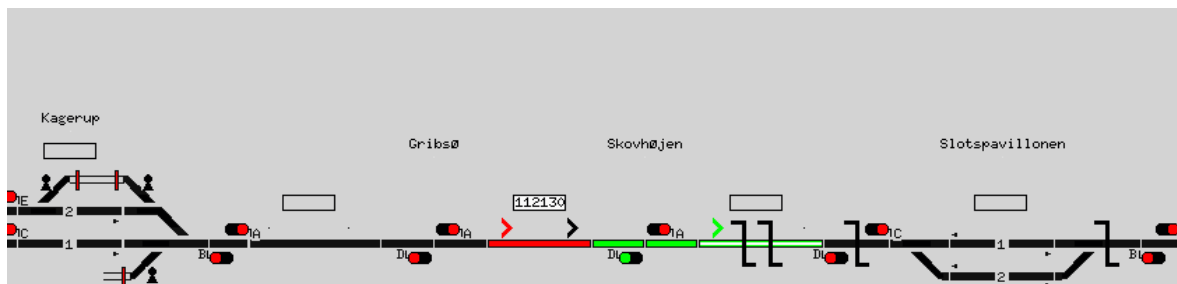 Kagerup
Gribsø
Skovhøjen
Slotspavillonen
112130
E
2
C
A
A
A
C
1
1
2